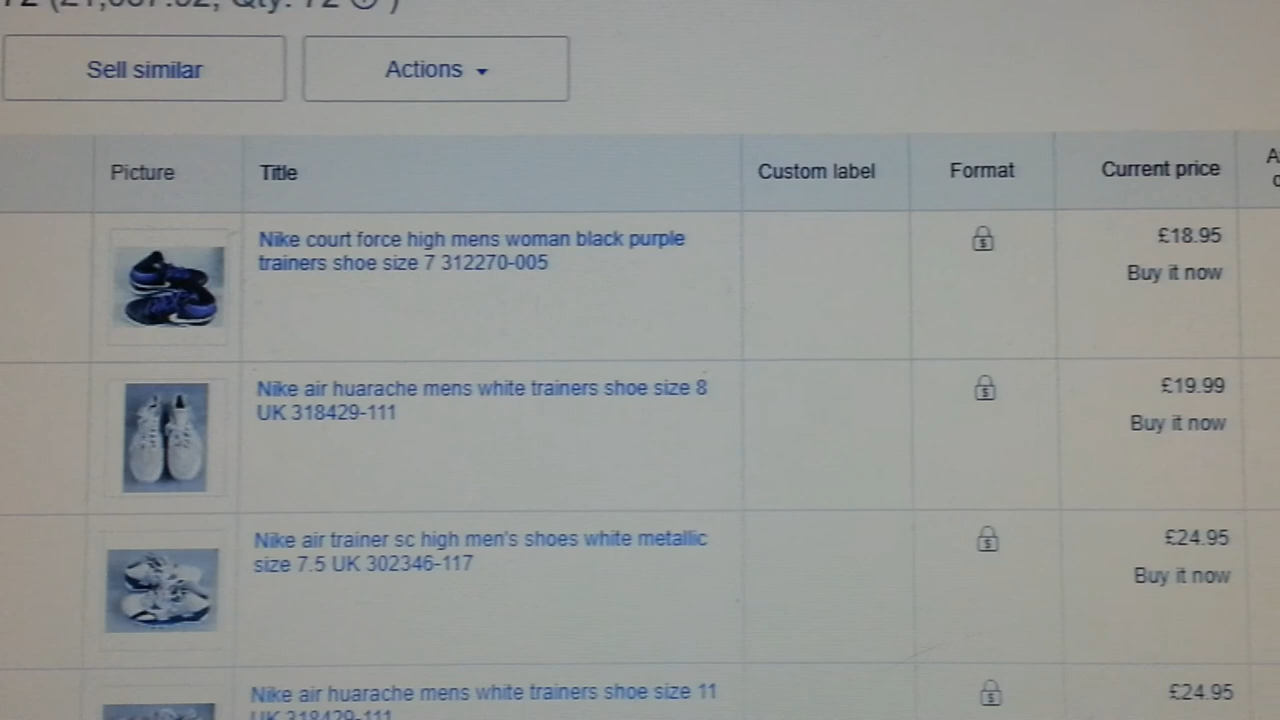 Sell similar
Actions
Picture
Title
Custom label
Format
Current price
Nike court force high mens woman black purple
trainers shoe size 7 312270-005
£18.95
Buy it now
Nike air huarache mens white trainers shoe size 8
UK 318429-111
£19.99
Buy it now
Nike air trainer sc high men's shoes white metallic
size 7.5 UK 302346-117
£24.95
Buy it now
Nike air huarache mens white trainers shoe size 11
UK 318429-111
£24.95